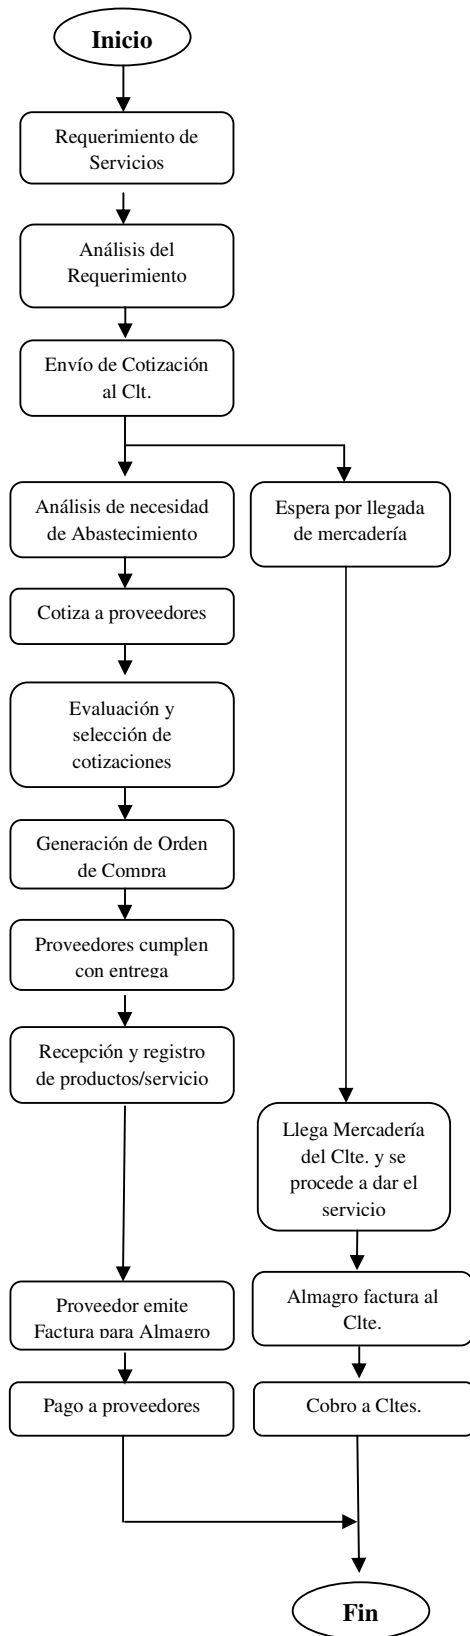 Inicio
Requerimiento de
Servicios
Análisis del
Requerimiento
Envío de Cotización
al Clt.
Análisis de necesidad
de Abastecimiento
Espera por llegada
de mercadería
Cotiza a proveedores
Evaluación y
selección de
cotizaciones
Generación de Orden
de Compra
Proveedores cumplen
con entrega
Recepción y registro
de productos/servicio
Llega Mercadería
del Clte. y se
procede a dar el
servicio
Proveedor emite
Factura para Almagro
Almagro factura al
Clte.
Pago a proveedores
Cobro a Cltes.
Fin